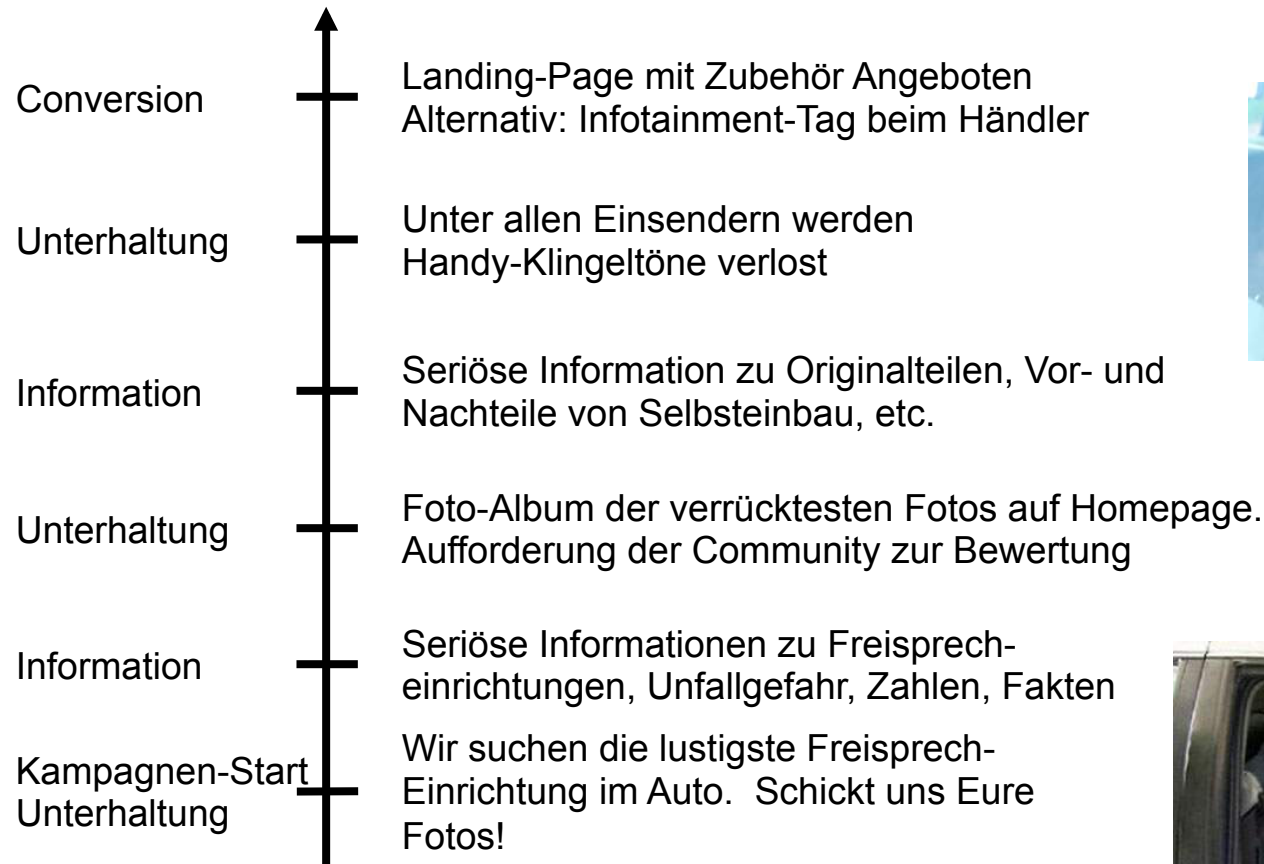 Conversion
Landing-Page mit Zubehör Angeboten
Alternativ: Infotainment-Tag beim Händler
Unterhaltung
Unter allen Einsendern werden
Handy-Klingeltöne verlost
Information
Seriöse Information zu Originalteilen, Vor- und
Nachteile von Selbsteinbau, etc.
Unterhaltung
Foto-Album der verrücktesten Fotos auf Homepage.
Aufforderung der Community zur Bewertung
Information
Seriöse Informationen zu Freisprech-
einrichtungen, Unfallgefahr, Zahlen, Fakten
Kampagnen-Start
Unterhaltung
Wir suchen die lustigste Freisprech-
Einrichtung im Auto.  Schickt uns Eure
Fotos!